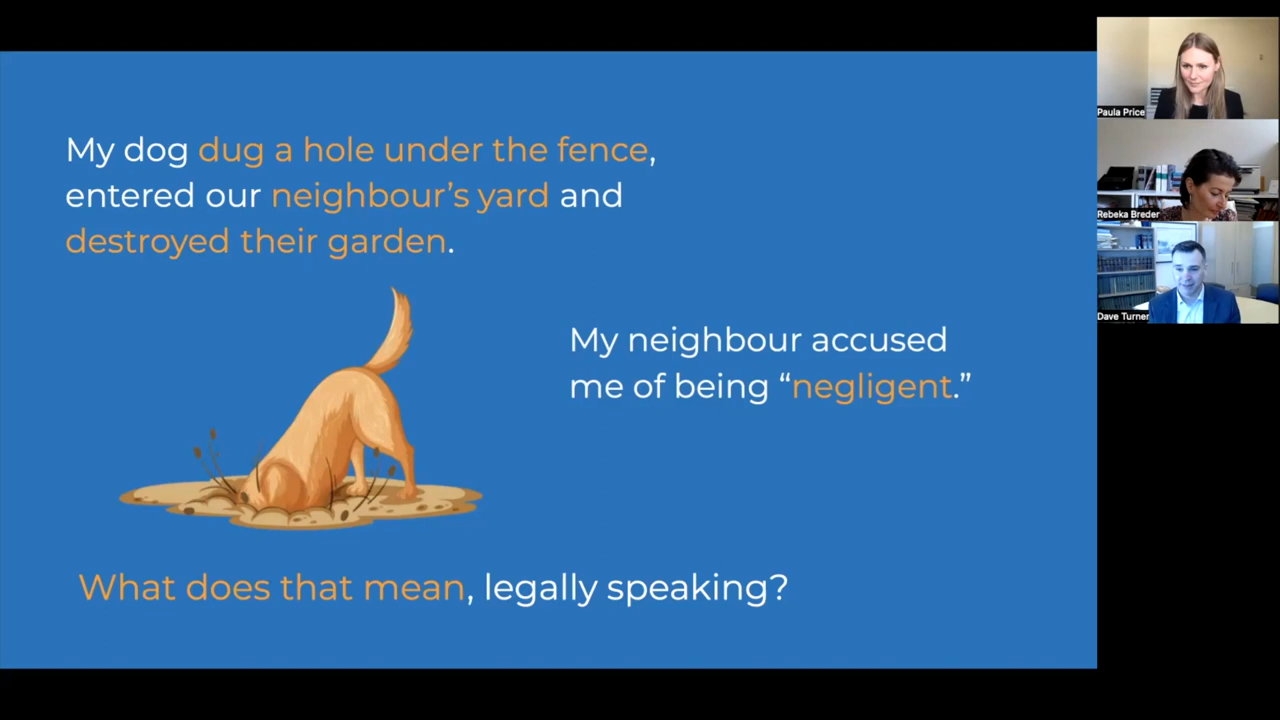 My dog dug a hole under the fence,
entered our neighbour’s yard and
destroyed their garden.
My neighbour accused
me of being “negligent.”
What does that mean, legally speaking?
Paula Price
Rebeka Breder
Dave Turner